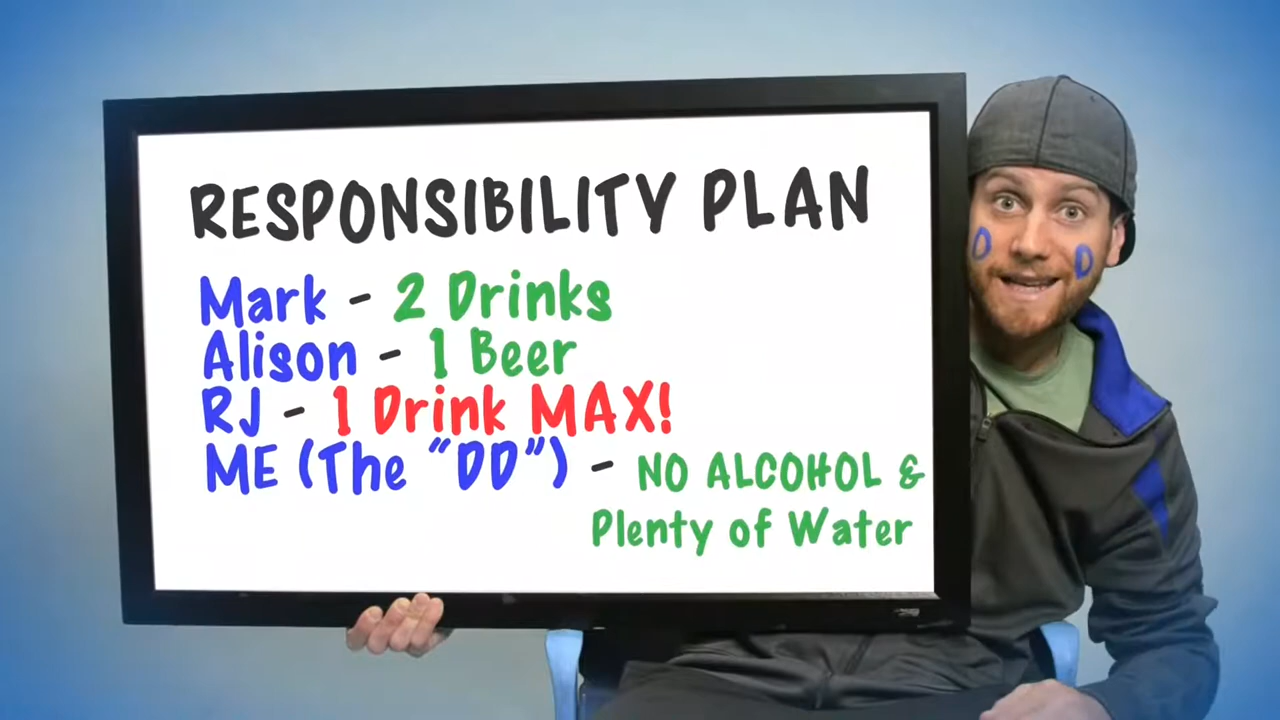 RESPONSIBILITY PLAN
Mark - 2 Drinks
Alison - 1 Beer
RJ - 1 Drink MAX!
ME (The "DD") - NO ALCOHOL &
Plenty of Water
D D